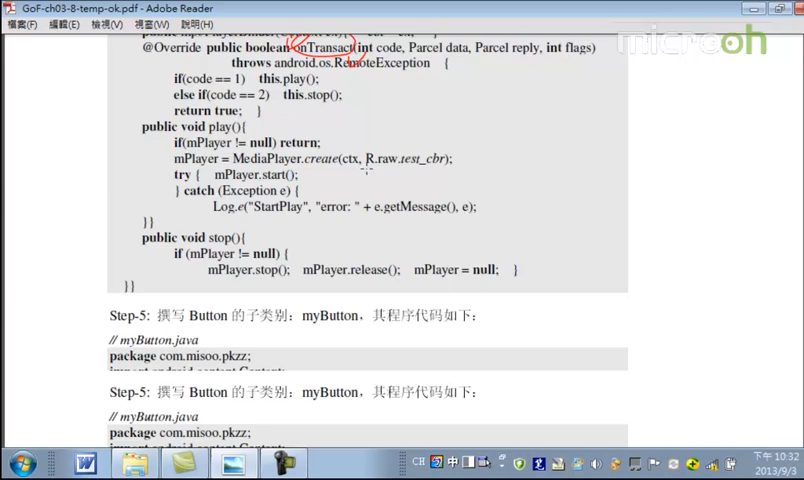 GoF-ch03-8-temp-ok.pdf - Adobe Reader
檔案(F) 編輯(E) 檢視(V) 視窗(W) 說明(H)
microoh
@Override public boolean onTransact(int code, Parcel data, Parcel reply, int flags)
throws android.os.RemoteException {
if(code == 1) this.play();
else if(code == 2) this.stop();
return true; }
public void play(){
if(mPlayer != null) return;
mPlayer = MediaPlayer.create(ctx, R.raw.test_cbr);
try { mPlayer.start();
} catch (Exception e) {
Log.e("StartPlay", "error: " + e.getMessage(), e);
}}
public void stop(){
if (mPlayer != null) {
mPlayer.stop(); mPlayer.release(); mPlayer = null; }
}}
Step-5: 撰写 Button 的子类别：myButton，其程序代码如下：
// myButton.java
package com.misoo.pkzz;
Step-5: 撰写 Button 的子类别：myButton，其程序代码如下：
// myButton.java
package com.misoo.pkzz;
CH 中
下午 10:32
2013/9/3